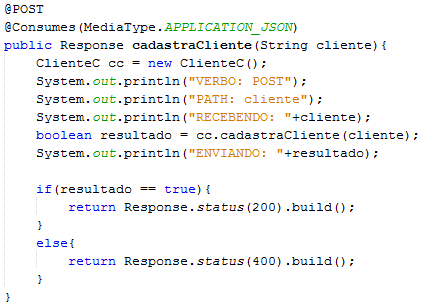 @POST
@Consumes(MediaType.APPLICATION_JSON)
public Response cadastraCliente(String cliente){
    ClienteC cc = new ClienteC();
    System.out.println("VERBO: POST");
    System.out.println("PATH: cliente");
    System.out.println("RECEBENDO: "+cliente);
    boolean resultado = cc.cadastraCliente(cliente);
    System.out.println("ENVIANDO: "+resultado);

    if(resultado == true){
        return Response.status(200).build();
    }
    else{
        return Response.status(400).build();
    }
}